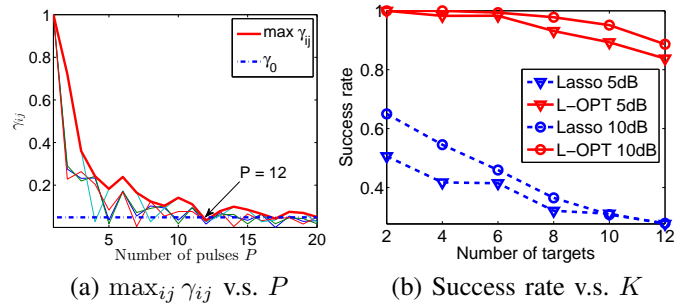 1
0.8
0.6
0.4
0.2
γij
5
10
15
20
Number of pulses P
max γij
γ0
P = 12
(a) maxij γij v.s. P
1
0.8
0.6
0.4
Success rate
2
4
6
8
10
12
Number of targets
Lasso 5dB
L−OPT 5dB
Lasso 10dB
L−OPT 10dB
(b) Success rate v.s. K